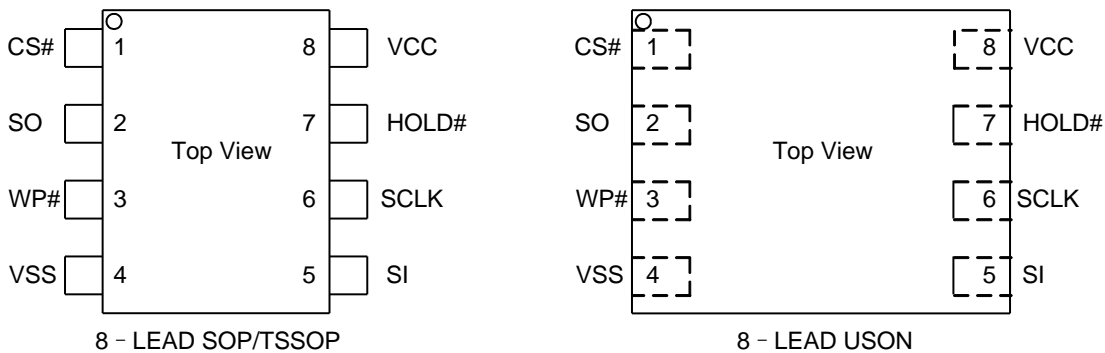 CS# 1 8 VCC
SO 2 7 HOLD#
Top View
WP# 3 6 SCLK
VSS 4 5 SI
8 - LEAD SOP/TSSOP
CS# 1 8 VCC
SO 2 7 HOLD#
Top View
WP# 3 6 SCLK
VSS 4 5 SI
8 - LEAD USON